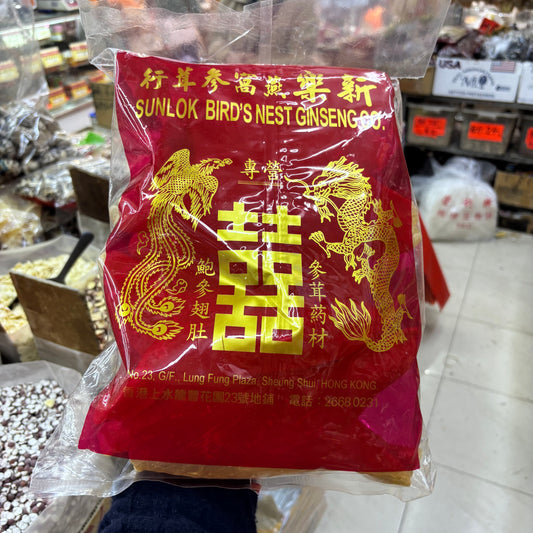 新樂燕窩參茸行
SUNLOK BIRD'S NEST GINSENG CO.
專營
囍
囍
鮑參翅肚
參茸药材
No.23, G/F., Lung Fung Plaza, Sheung Shui, HONG KONG
香港上水龍豐花園23號地鋪 電話：2668 0231
USA